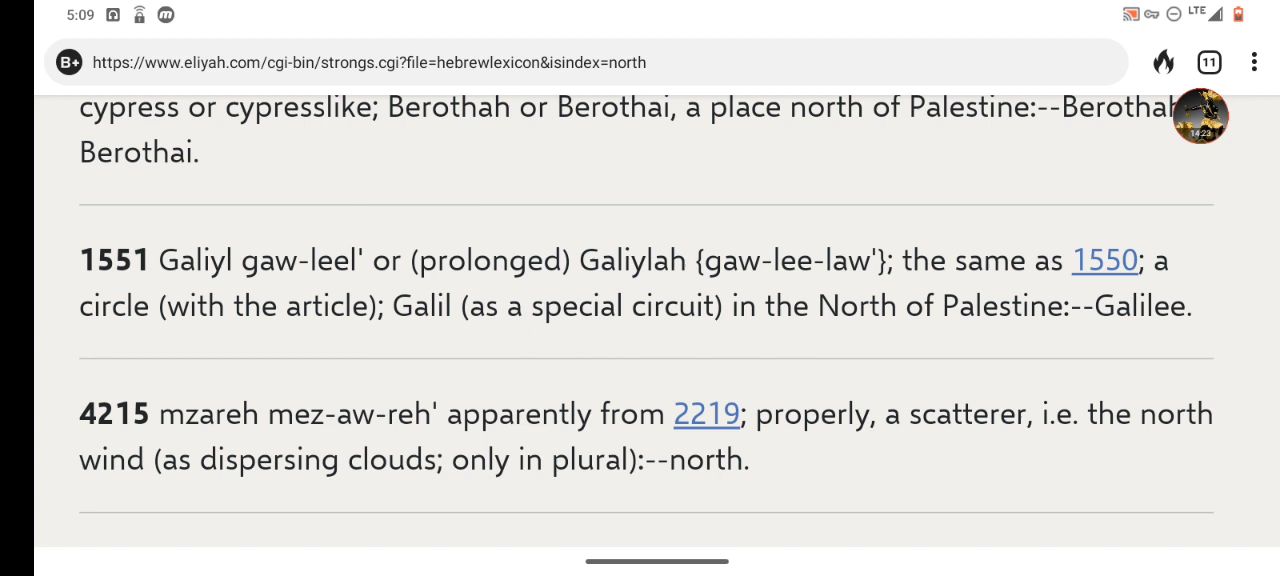 5:09
LTE
B+ https://www.eliyah.com/cgi-bin/strongs.cgi?file=hebrewlexicon&isindex=north 11
cypress or cypresslike; Berothah or Berothai, a place north of Palestine:--Berothah
14:23
Berothai.
1551 Galiyl gaw-leel' or (prolonged) Galiylah {gaw-lee-law'}; the same as 1550; a
circle (with the article); Galil (as a special circuit) in the North of Palestine:--Galilee.
4215 mzareh mez-aw-reh' apparently from 2219; properly, a scatterer, i.e. the north
wind (as dispersing clouds; only in plural):--north.